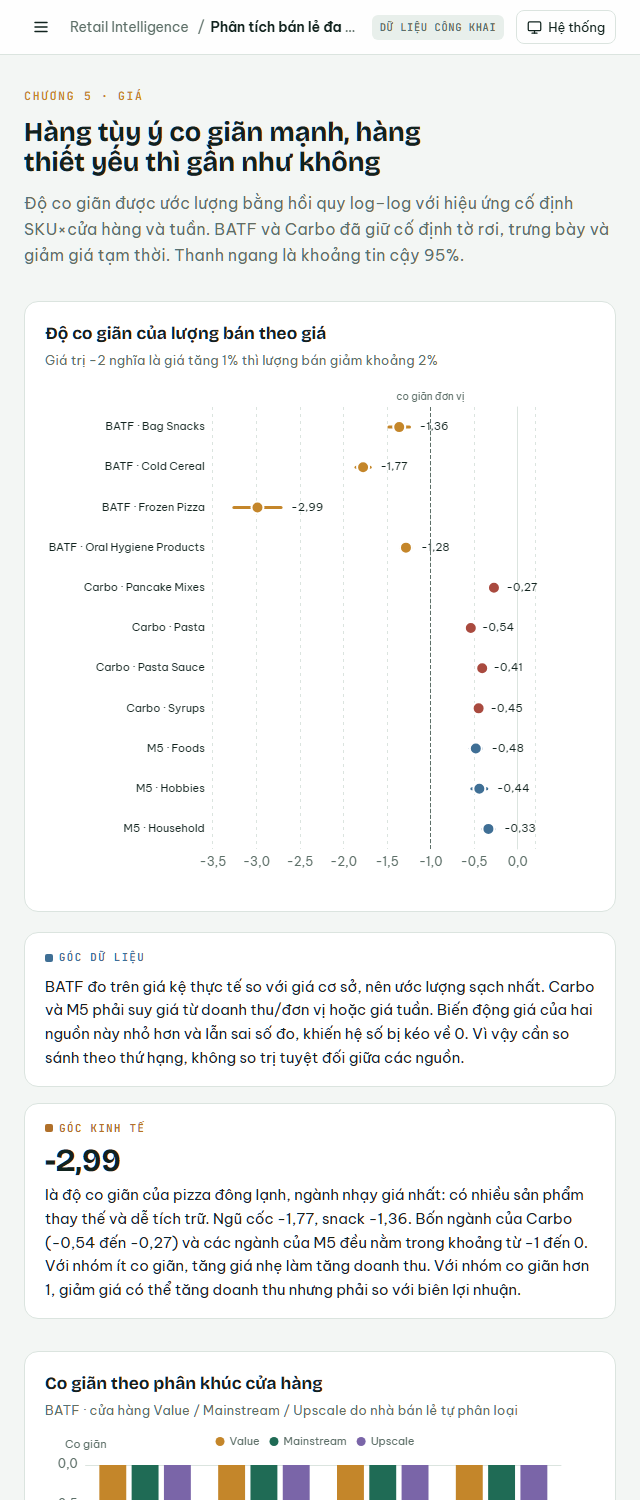 Retail Intelligence / Phân tích bán lẻ đa ... DỮ LIỆU CÔNG KHAI Hệ thống
CHƯƠNG 5 · GIÁ
Hàng tùy ý co giãn mạnh, hàng
thiết yếu thì gần như không
Độ co giãn được ước lượng bằng hồi quy log-log với hiệu ứng cố định
SKU×cửa hàng và tuần. BATF và Carbo đã giữ cố định tờ rơi, trưng bày và
giảm giá tạm thời. Thanh ngang là khoảng tin cậy 95%.
Độ co giãn của lượng bán theo giá
Giá trị -2 nghĩa là giá tăng 1% thì lượng bán giảm khoảng 2%
co giãn đơn vị
BATF · Bag Snacks -1,36
BATF · Cold Cereal -1,77
BATF · Frozen Pizza -2,99
BATF · Oral Hygiene Products -1,28
Carbo · Pancake Mixes -0,27
Carbo · Pasta -0,54
Carbo · Pasta Sauce -0,41
Carbo · Syrups -0,45
M5 · Foods -0,48
M5 · Hobbies -0,44
M5 · Household -0,33
-3,5 -3,0 -2,5 -2,0 -1,5 -1,0 -0,5 0,0
GÓC DỮ LIỆU
BATF đo trên giá kệ thực tế so với giá cơ sở, nên ước lượng sạch nhất. Carbo
và M5 phải suy giá từ doanh thu/đơn vị hoặc giá tuần. Biến động giá của hai
nguồn này nhỏ hơn và lẫn sai số đo, khiến hệ số bị kéo về 0. Vì vậy cần so
sánh theo thứ hạng, không so trị tuyệt đối giữa các nguồn.
GÓC KINH TẾ
-2,99
là độ co giãn của pizza đông lạnh, ngành nhạy giá nhất: có nhiều sản phẩm
thay thế và dễ tích trữ. Ngũ cốc -1,77, snack -1,36. Bốn ngành của Carbo
(-0,54 đến -0,27) và các ngành của M5 đều nằm trong khoảng từ -1 đến 0.
Với nhóm ít co giãn, tăng giá nhẹ làm tăng doanh thu. Với nhóm co giãn hơn
1, giảm giá có thể tăng doanh thu nhưng phải so với biên lợi nhuận.
Co giãn theo phân khúc cửa hàng
BATF · cửa hàng Value / Mainstream / Upscale do nhà bán lẻ tự phân loại
Co giãn Value Mainstream Upscale
0,0